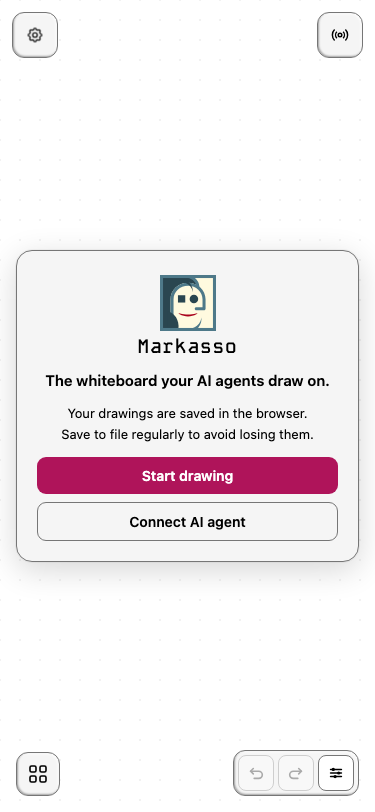 Markasso
The whiteboard your AI agents draw on.
Your drawings are saved in the browser.
Save to file regularly to avoid losing them.
Start drawing
Connect AI agent